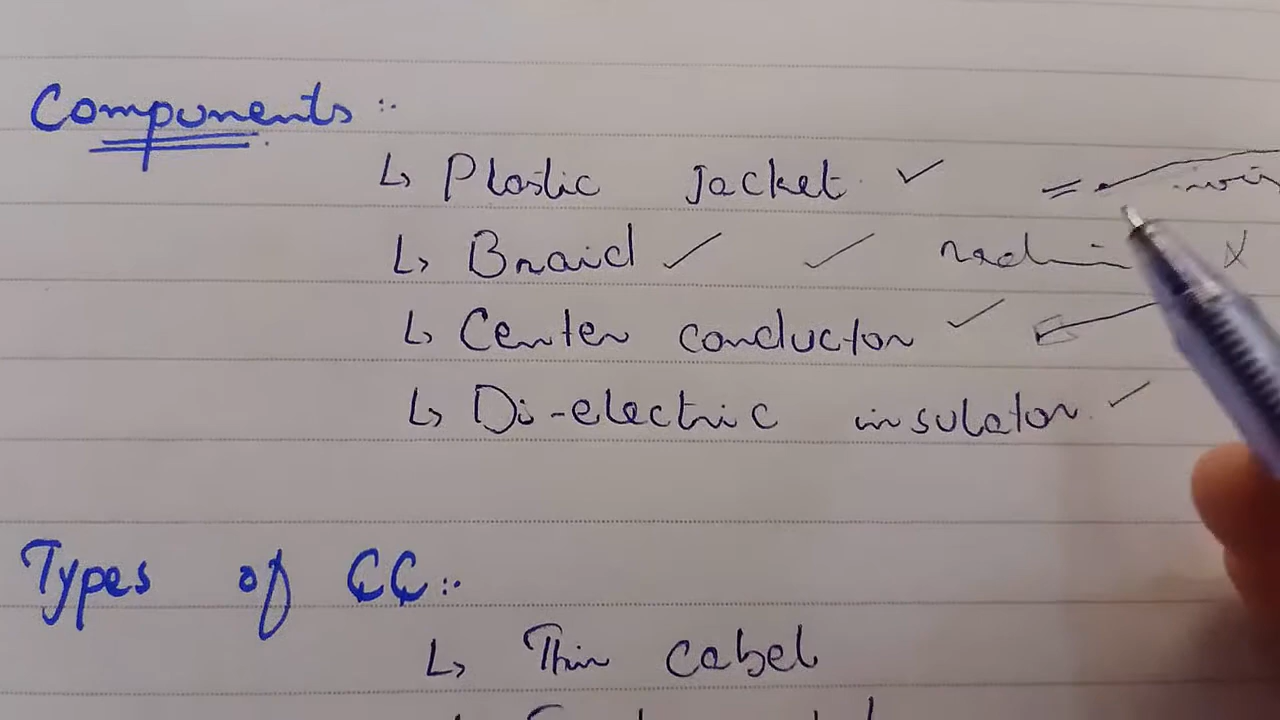 Components :-
↳ Plastic Jacket ✓ =
↳ Braid ✓ ✓ x
↳ Center conductor ✓
↳ Di-electric insulator ✓
Types of CC :-
↳ Thin cabel